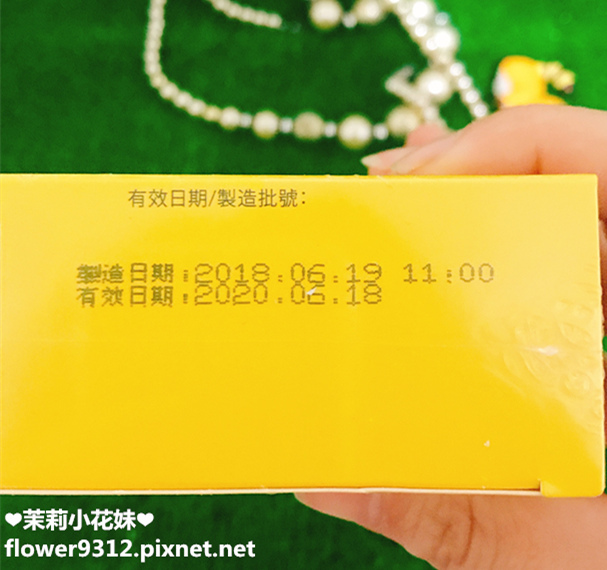 有效日期/製造批號：
製造日期：2018.06.19 11:00
有效日期：2020.06.18
❤茉莉小花妹❤
flower9312.pixnet.net